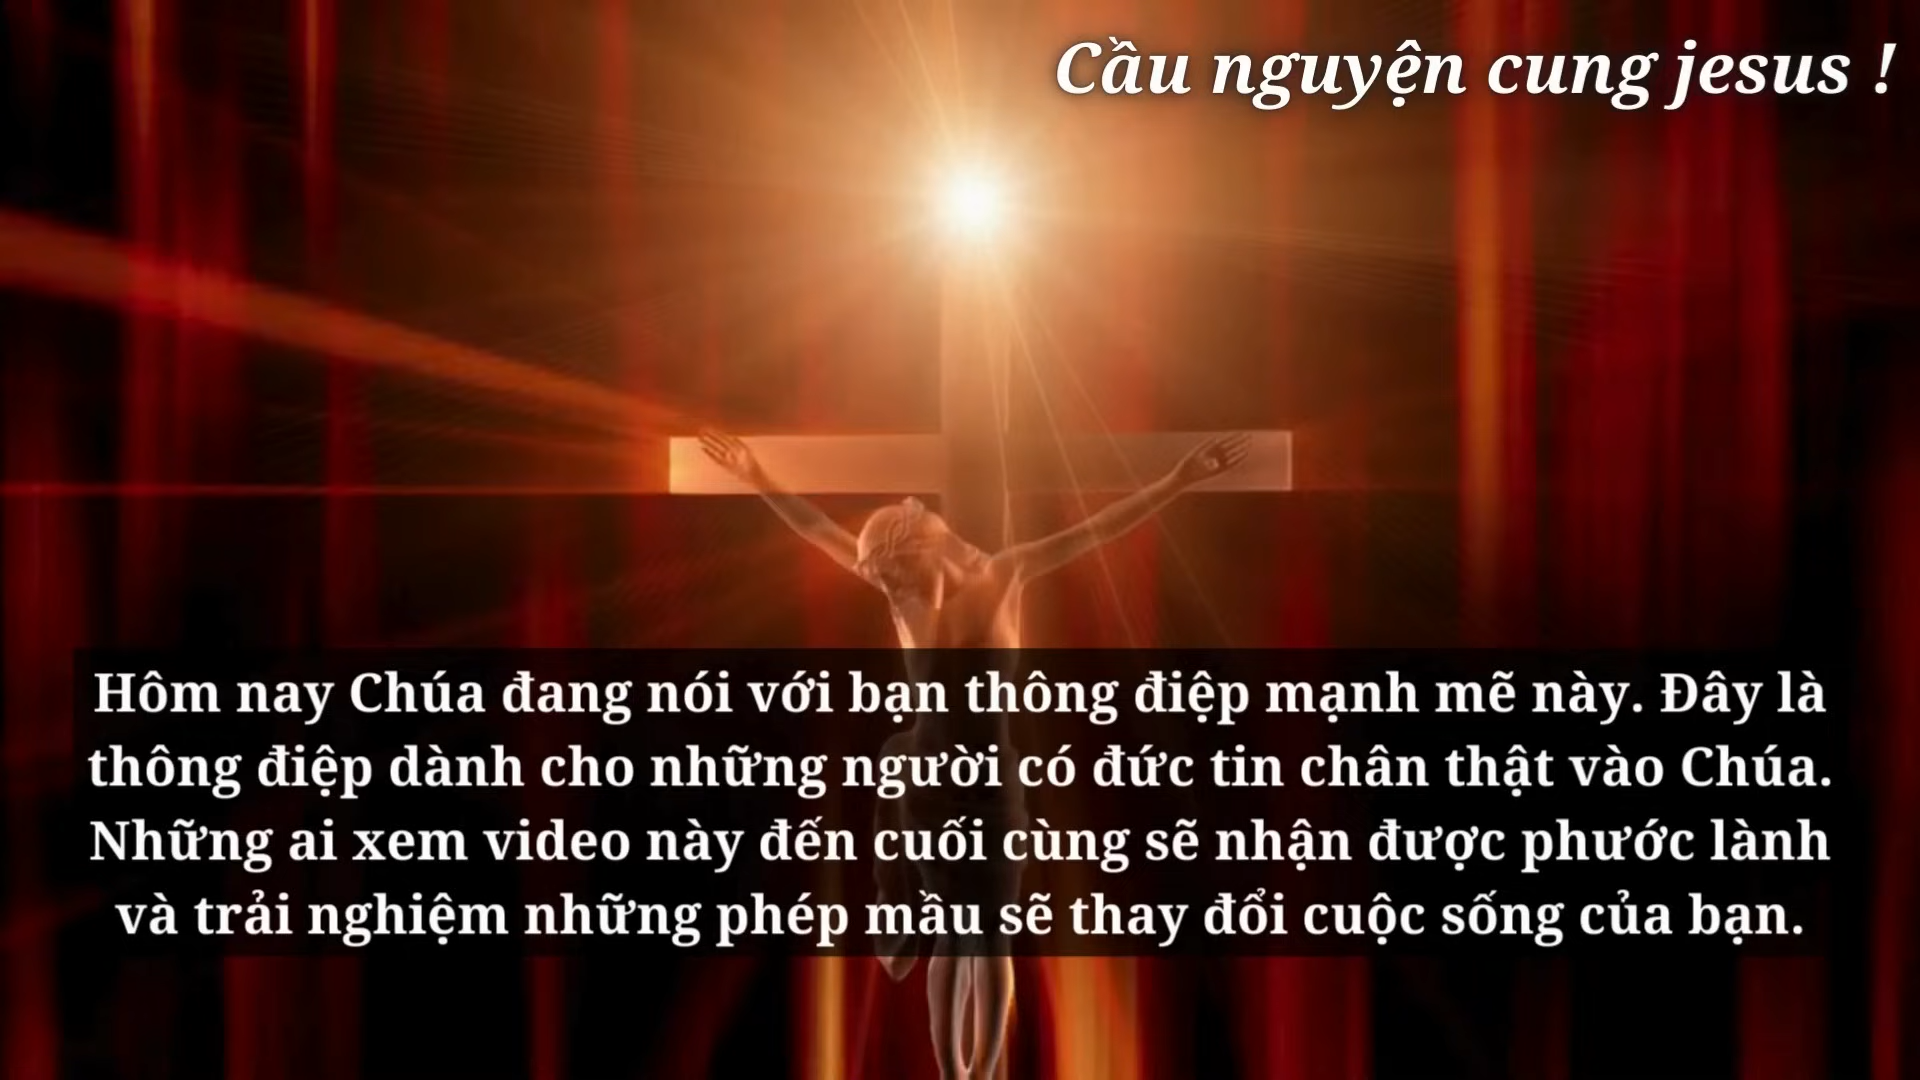 Cầu nguyện cung jesus !
Hôm nay Chúa đang nói với bạn thông điệp mạnh mẽ này. Đây là
thông điệp dành cho những người có đức tin chân thật vào Chúa.
Những ai xem video này đến cuối cùng sẽ nhận được phước lành
và trải nghiệm những phép mầu sẽ thay đổi cuộc sống của bạn.